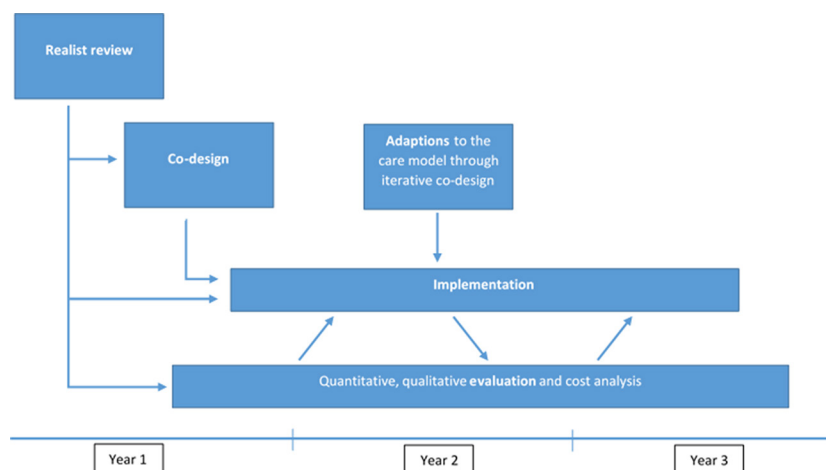 Realist review
Co-design
Adaptions to the
care model through
iterative co-design
Implementation
Quantitative, qualitative evaluation and cost analysis
Year 1
Year 2
Year 3